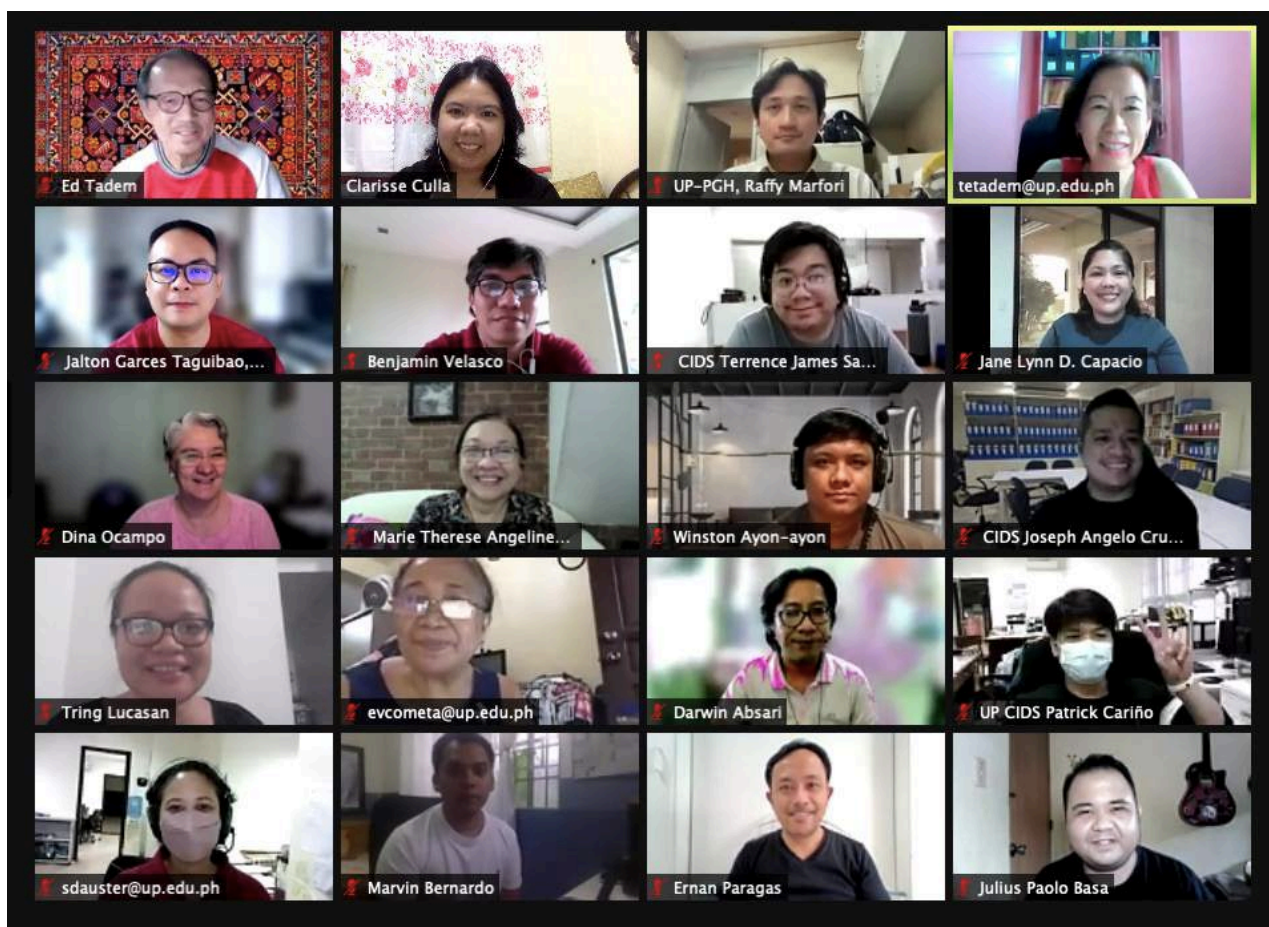 Ed Tadem
Clarisse Culla
UP-PGH, Raffy Marfori
tetadem@up.edu.ph
Jalton Garces Taguibao,...
Benjamin Velasco
CIDS Terrence James Sa...
Jane Lynn D. Capacio
Dina Ocampo
Marie Therese Angeline...
Winston Ayon-ayon
CIDS Joseph Angelo Cru...
Tring Lucasan
evcometa@up.edu.ph
Darwin Absari
UP CIDS Patrick Cariño
sdauster@up.edu.ph
Marvin Bernardo
Ernan Paragas
Julius Paolo Basa